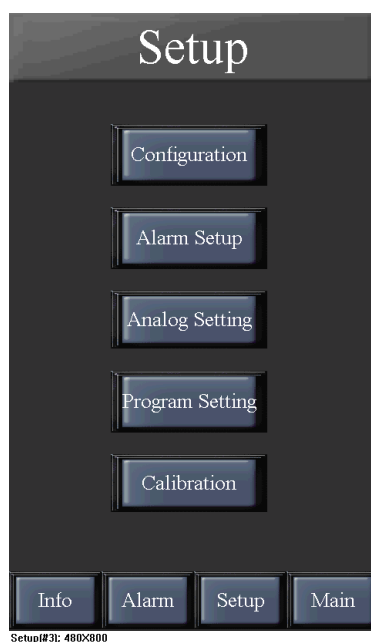 Setup
Configuration
Alarm Setup
Analog Setting
Program Setting
Calibration
Info Alarm Setup Main
Setup(#3): 480X800